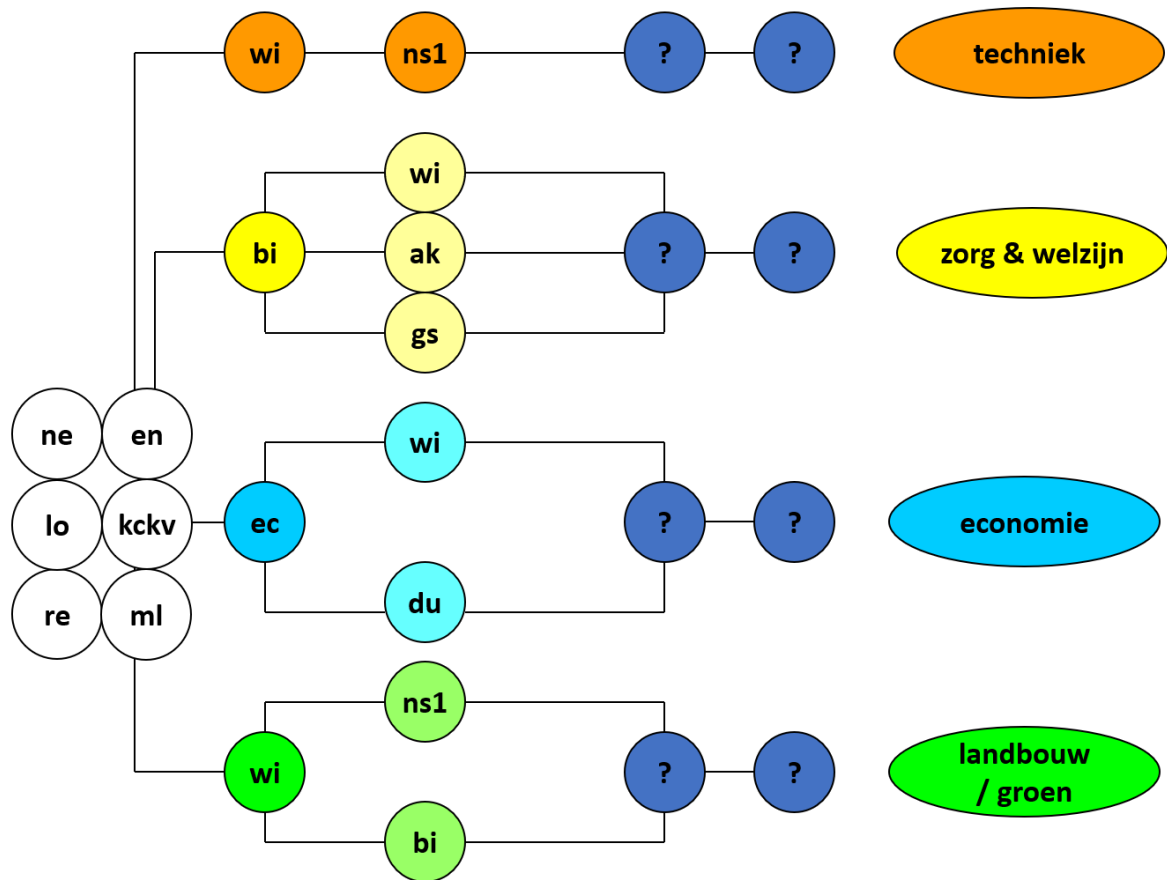 wi ns1 ? ? techniek
wi
bi ak ? ? zorg & welzijn
gs
ne en
wi
lo kckv ec ? ? economie
du
re ml
ns1
wi ? ? landbouw
/ groen
bi